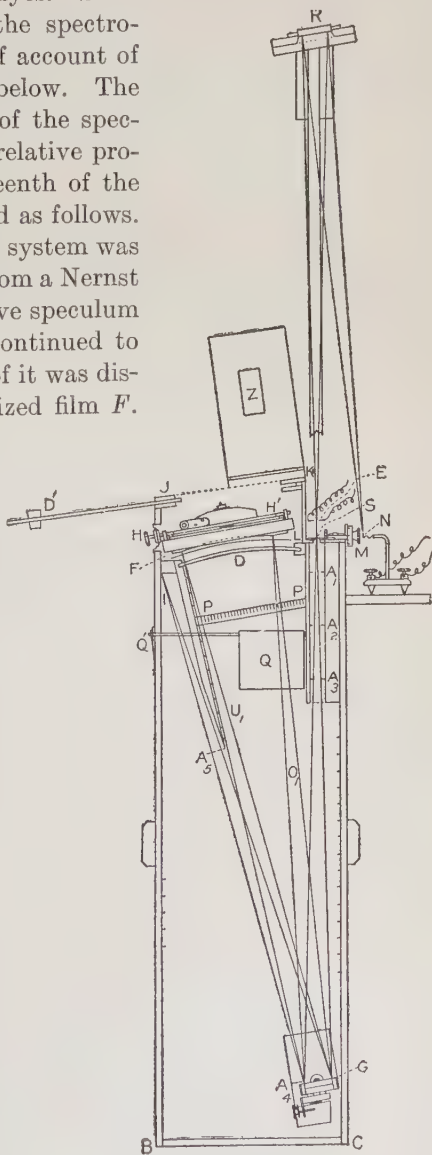 the spectro-
f account of
below. The
of the spec-
relative pro-
eenth of the
d as follows.
system was
om a Nernst
ve speculum
ontinued to
f it was dis-
ized film F.
R
Z
K
E
D'
J
S
H'
H
N
M
F
D
A1
I
P
P
A2
Q'
Q
A3
U1
A5
O1
G
A4
B
C